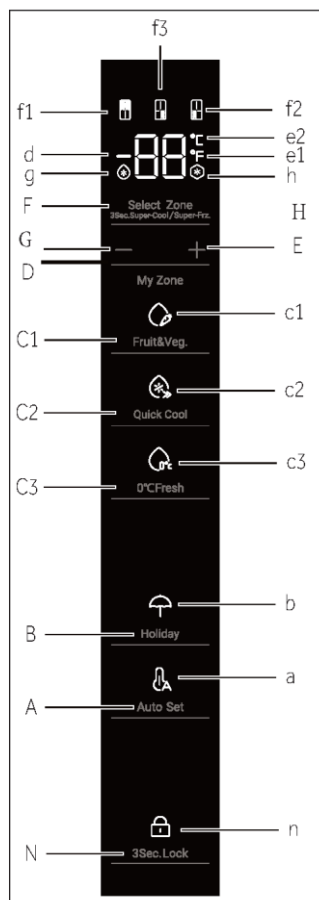 f3
f1 f2
88 °C e2
d °F e1
g h
F Select Zone H
3Sec.Super-Cool/Super-Frz.
G − + E
D
My Zone
c1
C1 Fruit&Veg.
c2
C2 Quick Cool
0°c c3
C3 0°CFresh
b
B Holiday
A a
A Auto Set
n
N 3Sec.Lock